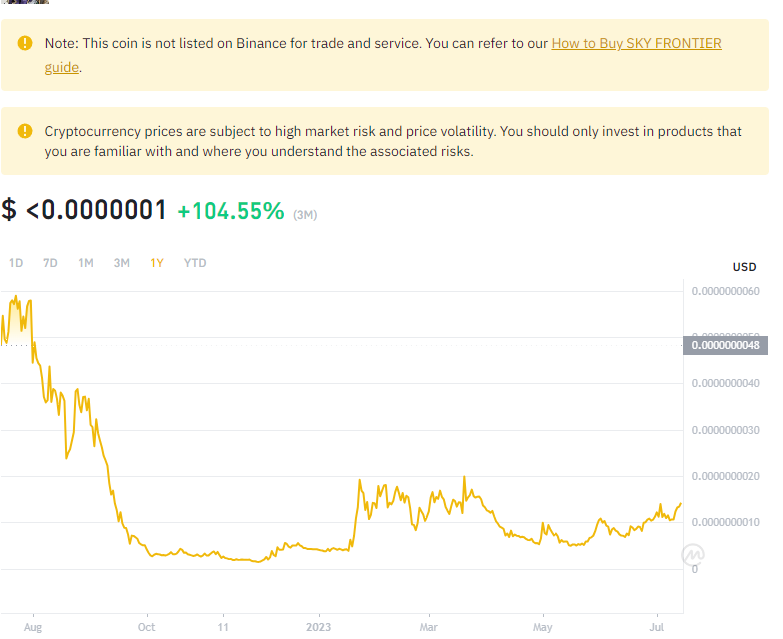 Note: This coin is not listed on Binance for trade and service. You can refer to our How to Buy SKY FRONTIER
guide.
Cryptocurrency prices are subject to high market risk and price volatility. You should only invest in products that
you are familiar with and where you understand the associated risks.
$ <0.0000001 +104.55% (3M)
1D 7D 1M 3M 1Y YTD
USD
0.0000000060
0.0000000048
0.0000000040
0.0000000030
0.0000000020
0.0000000010
0
Aug Oct 11 2023 Mar May Jul